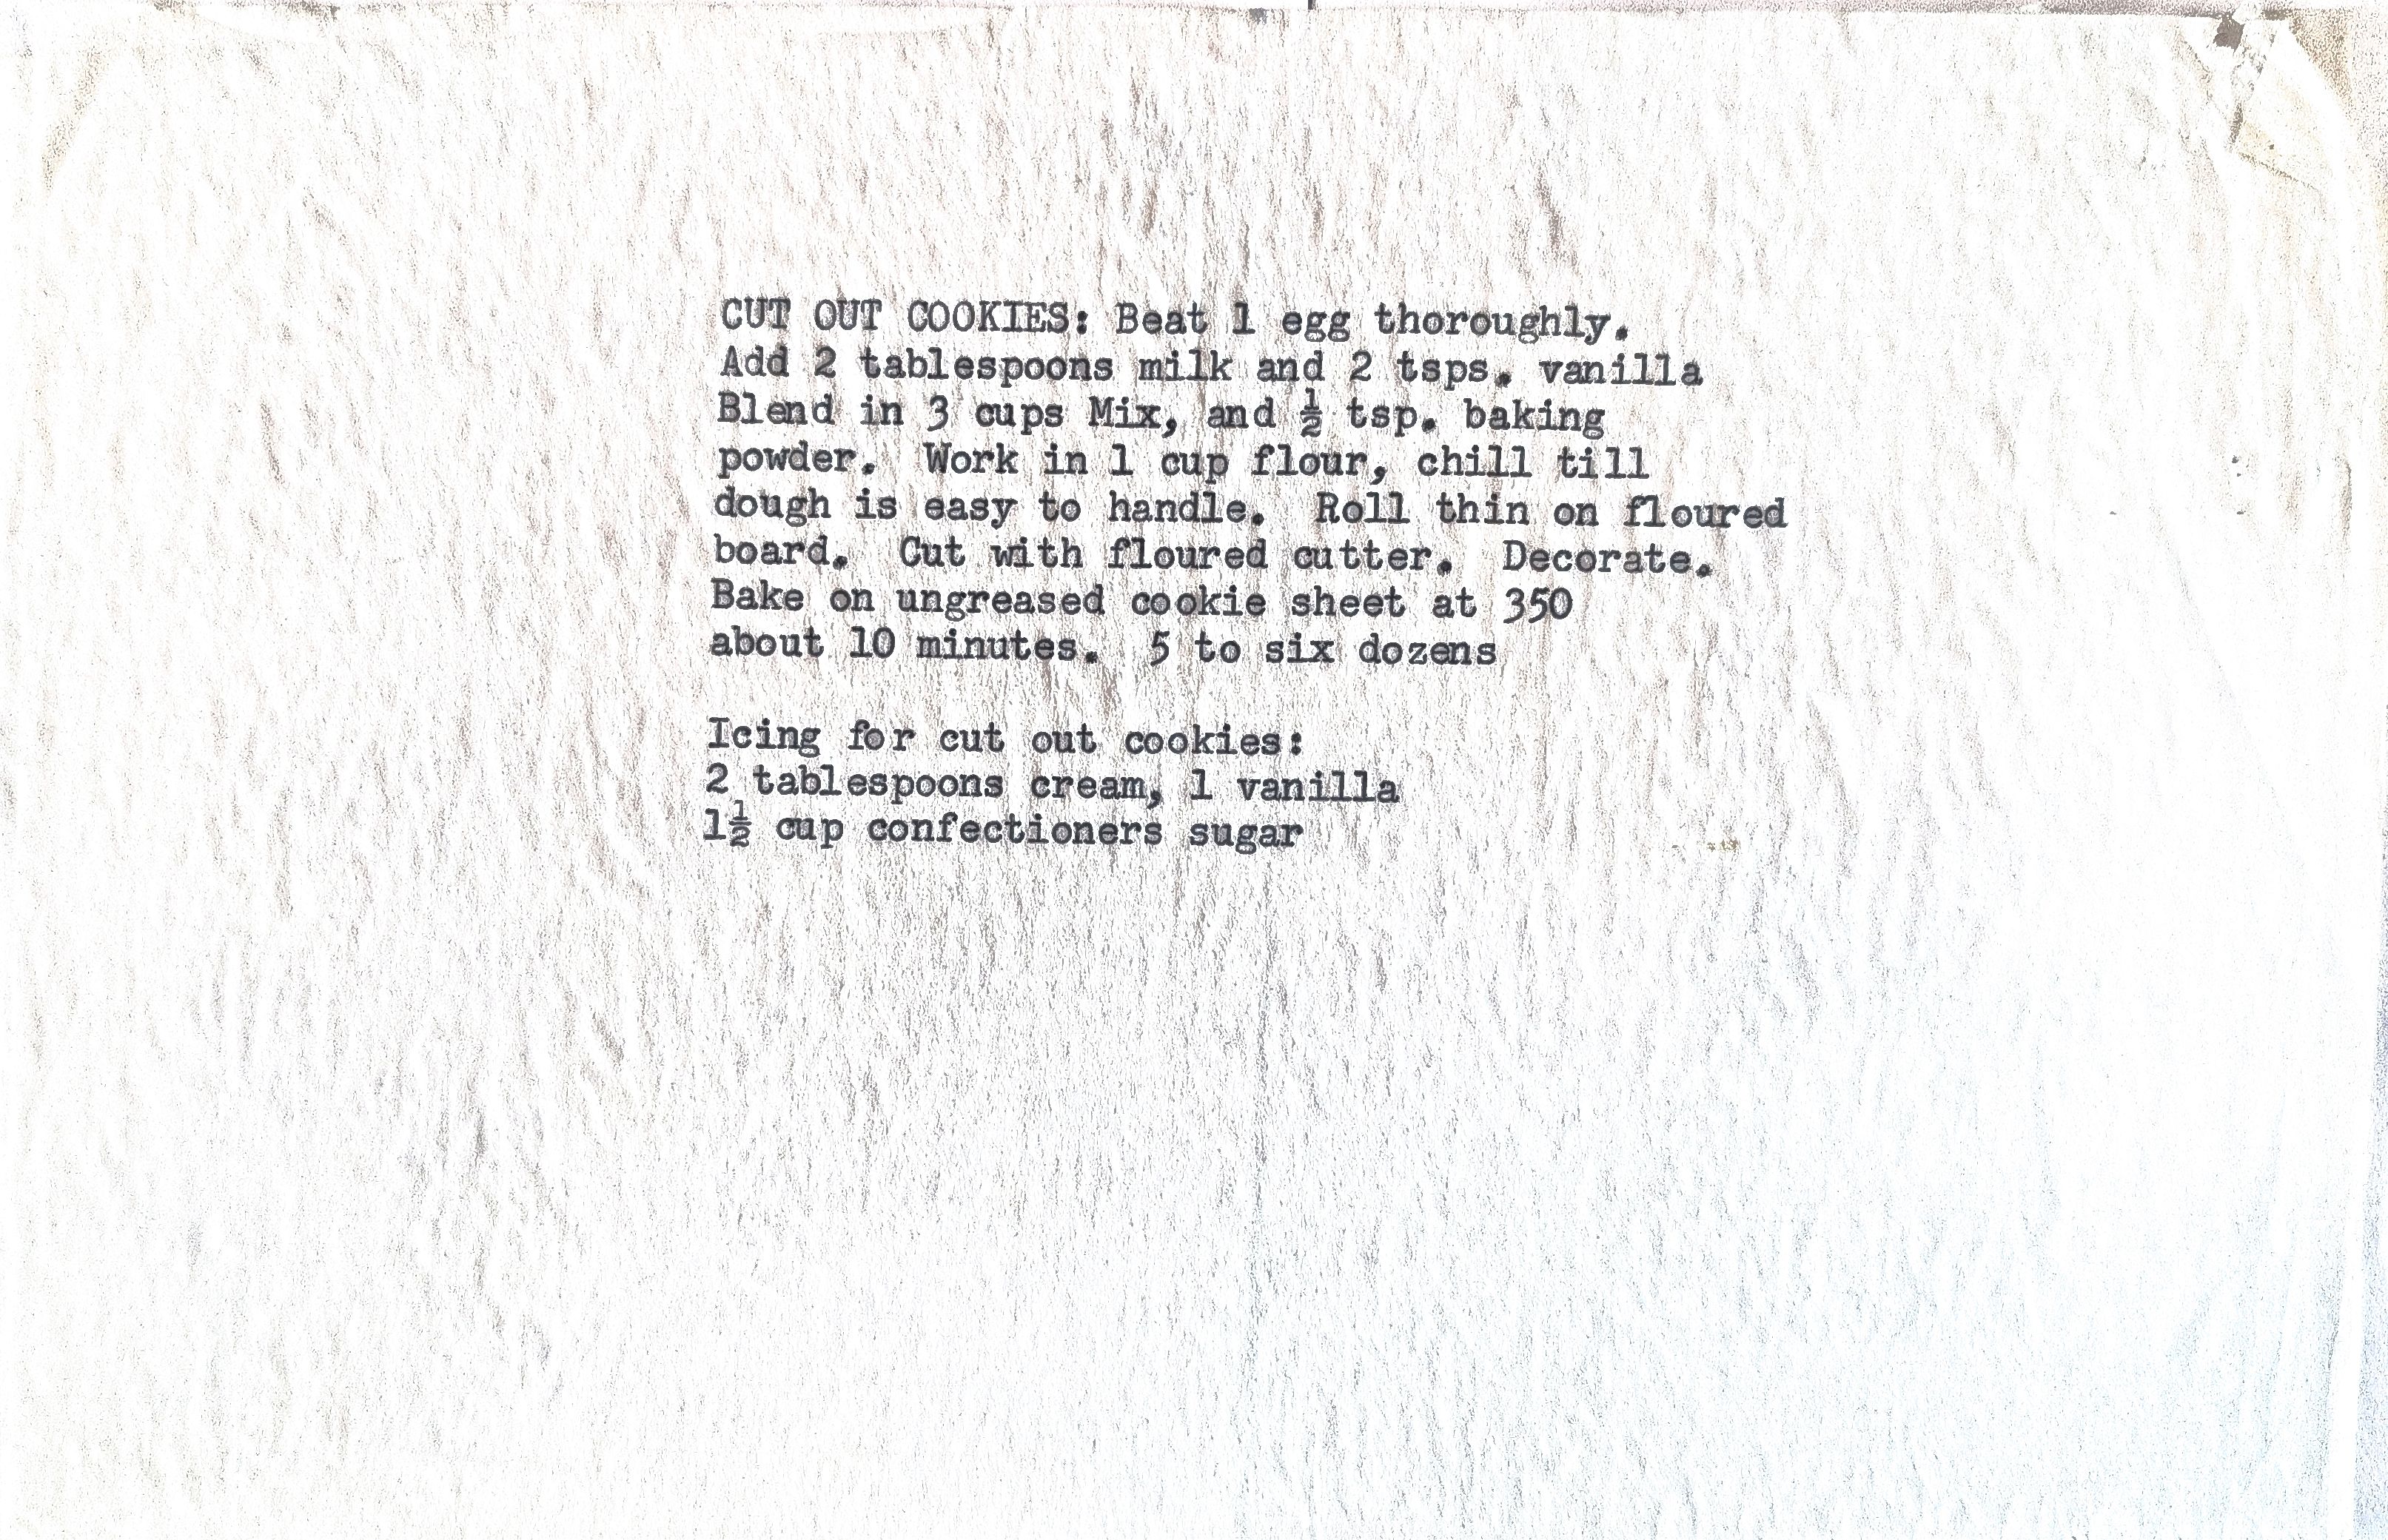 CUT OUT COOKIES: Beat 1 egg thoroughly.
Add 2 tablespoons milk and 2 tsps. vanilla
Blend in 3 cups Mix, and ½ tsp. baking
powder. Work in 1 cup flour, chill till
dough is easy to handle. Roll thin on floured
board. Cut with floured cutter. Decorate.
Bake on ungreased cookie sheet at 350
about 10 minutes. 5 to six dozens
Icing for cut out cookies:
2 tablespoons cream, 1 vanilla
1½ cup confectioners sugar